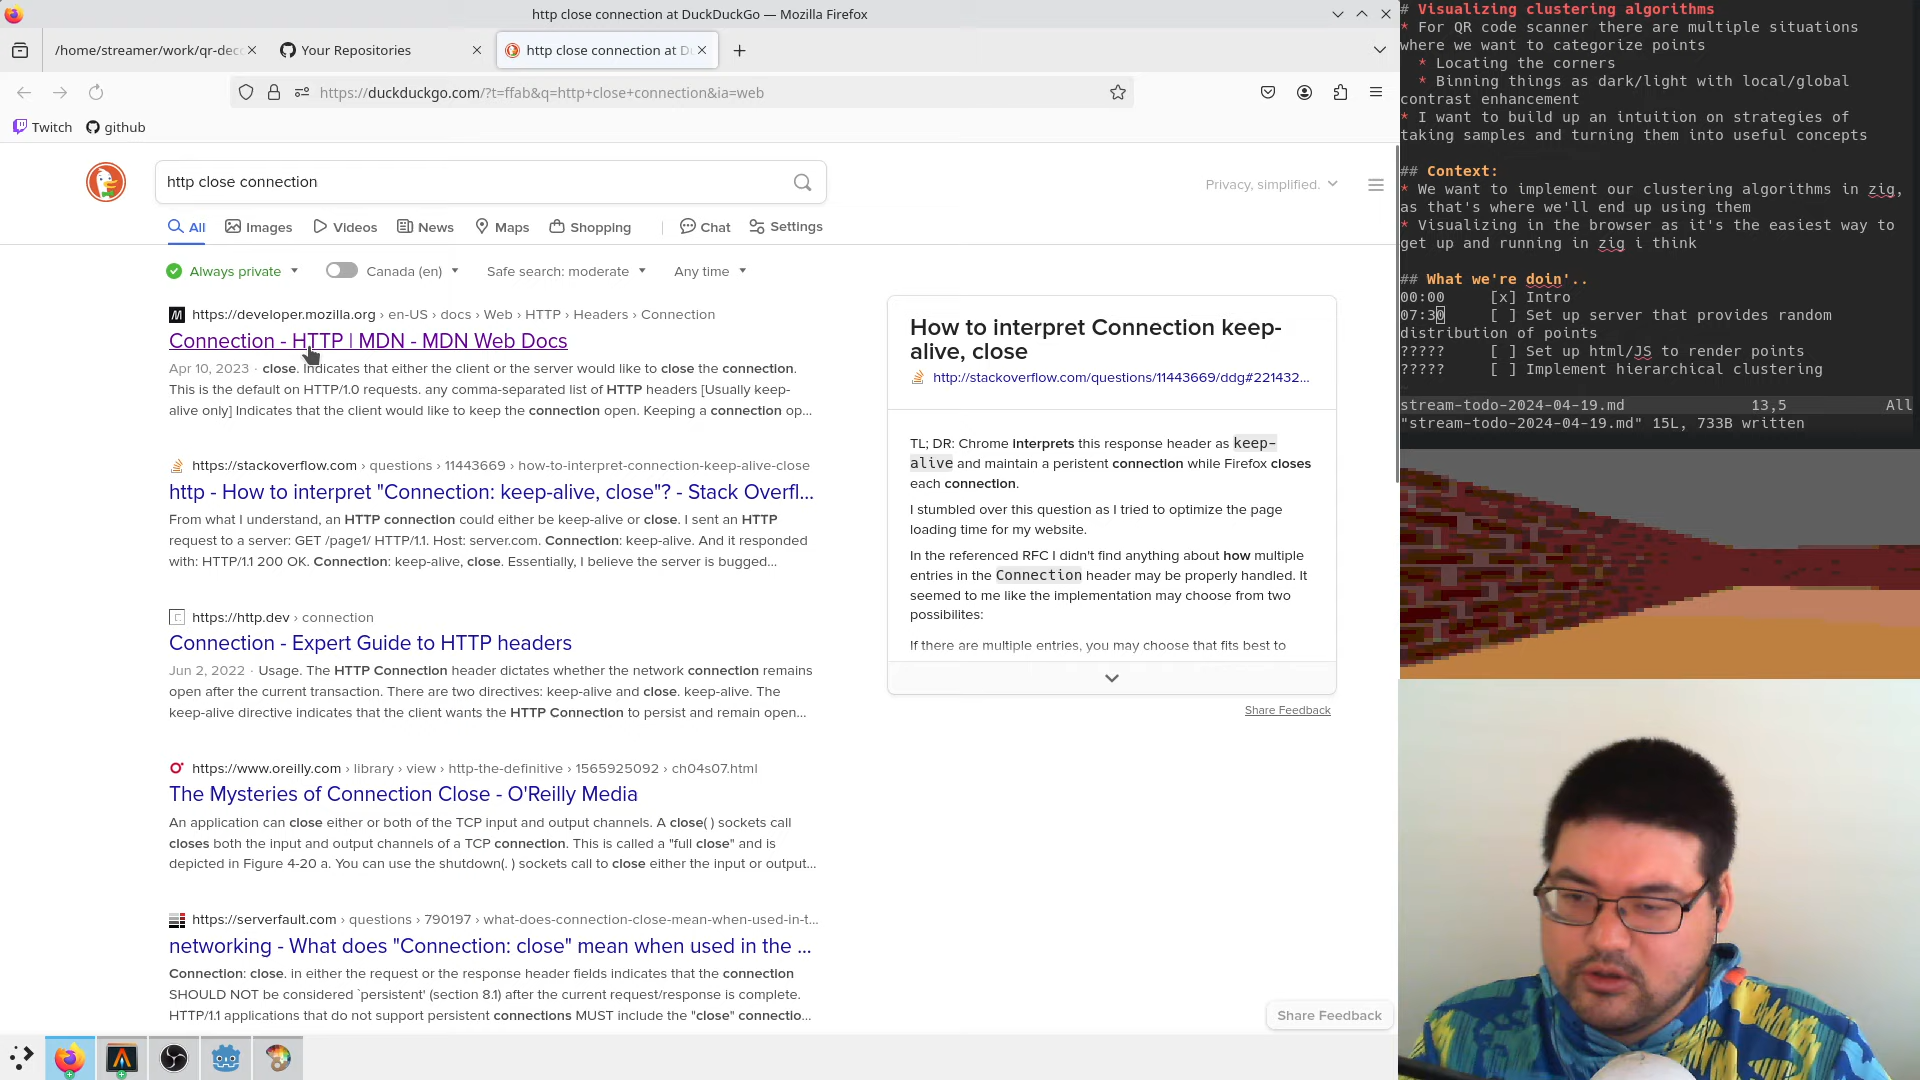 http close connection at DuckDuckGo — Mozilla Firefox
/home/streamer/work/qr-dec
Your Repositories
http close connection at D
https://duckduckgo.com/?t=ffab&q=http+close+connection&ia=web
Twitch
github
http close connection
Privacy, simplified.
All
Images
Videos
News
Maps
Shopping
Chat
Settings
Always private
Canada (en)
Safe search: moderate
Any time
https://developer.mozilla.org › en-US › docs › Web › HTTP › Headers › Connection
Connection - HTTP | MDN - MDN Web Docs
Apr 10, 2023 · close. Indicates that either the client or the server would like to close the connection.
This is the default on HTTP/1.0 requests. any comma-separated list of HTTP headers [Usually keep-
alive only] Indicates that the client would like to keep the connection open. Keeping a connection op...
https://stackoverflow.com › questions › 11443669 › how-to-interpret-connection-keep-alive-close
http - How to interpret "Connection: keep-alive, close"? - Stack Overfl...
From what I understand, an HTTP connection could either be keep-alive or close. I sent an HTTP
request to a server: GET /page1/ HTTP/1.1. Host: server.com. Connection: keep-alive. And it responded
with: HTTP/1.1 200 OK. Connection: keep-alive, close. Essentially, I believe the server is bugged...
https://http.dev › connection
Connection - Expert Guide to HTTP headers
Jun 2, 2022 · Usage. The HTTP Connection header dictates whether the network connection remains
open after the current transaction. There are two directives: keep-alive and close. keep-alive. The
keep-alive directive indicates that the client wants the HTTP Connection to persist and remain open...
https://www.oreilly.com › library › view › http-the-definitive › 1565925092 › ch04s07.html
The Mysteries of Connection Close - O'Reilly Media
An application can close either or both of the TCP input and output channels. A close( ) sockets call
closes both the input and output channels of a TCP connection. This is called a "full close" and is
depicted in Figure 4-20 a. You can use the shutdown(. ) sockets call to close either the input or output...
https://serverfault.com › questions › 790197 › what-does-connection-close-mean-when-used-in-t...
networking - What does "Connection: close" mean when used in the ...
Connection: close. in either the request or the response header fields indicates that the connection
SHOULD NOT be considered `persistent' (section 8.1) after the current request/response is complete.
HTTP/1.1 applications that do not support persistent connections MUST include the "close" connectio...
How to interpret Connection keep-
alive, close
http://stackoverflow.com/questions/11443669/ddg#221432...
TL; DR: Chrome interprets this response header as keep-
alive and maintain a peristent connection while Firefox closes
each connection.
I stumbled over this question as I tried to optimize the page
loading time for my website.
In the referenced RFC I didn't find anything about how multiple
entries in the Connection header may be properly handled. It
seemed to me like the implementation may choose from two
possibilites:
If there are multiple entries, you may choose that fits best to
Share Feedback
Share Feedback
# Visualizing clustering algorithms
* For QR code scanner there are multiple situations
where we want to categorize points
* Locating the corners
* Binning things as dark/light with local/global
contrast enhancement
* I want to build up an intuition on strategies of
taking samples and turning them into useful concepts
## Context:
* We want to implement our clustering algorithms in zig,
as that's where we'll end up using them
* Visualizing in the browser as it's the easiest way to
get up and running in zig i think
## What we're doin'..
00:00 [x] Intro
07:30 [ ] Set up server that provides random
distribution of points
????? [ ] Set up html/JS to render points
????? [ ] Implement hierarchical clustering
~
stream-todo-2024-04-19.md 13,5 All
"stream-todo-2024-04-19.md" 15L, 733B written